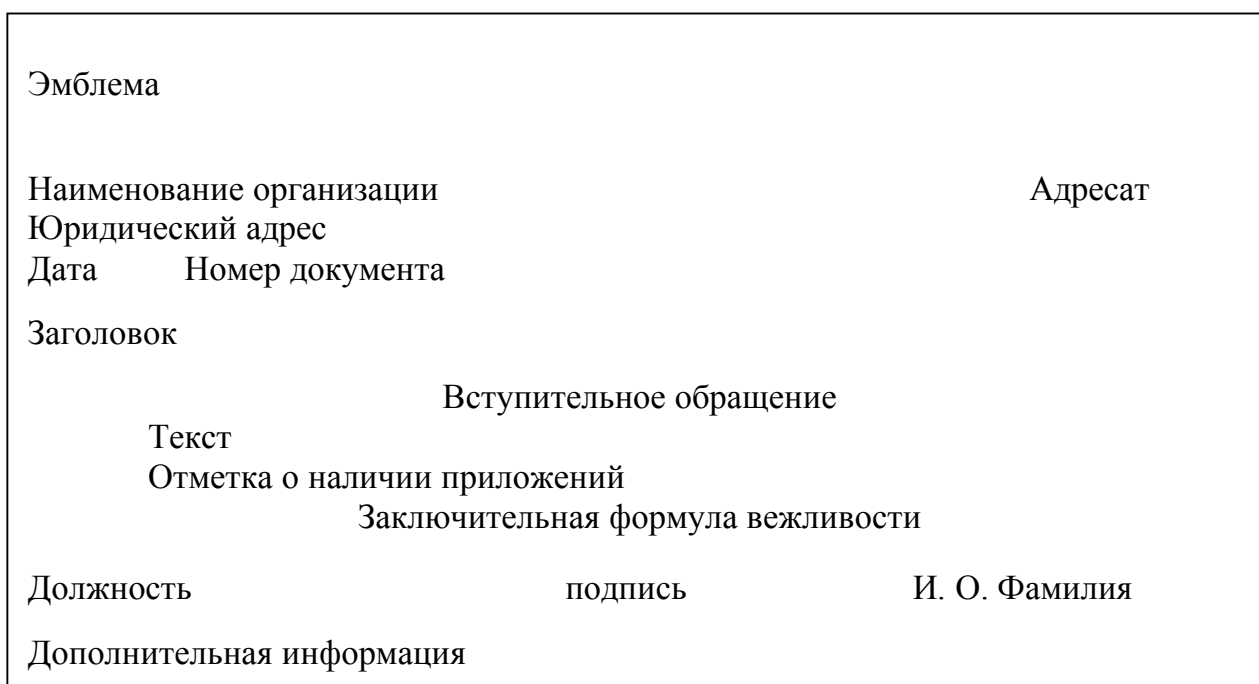 Эмблема
Наименование организации Адресат
Юридический адрес
Дата Номер документа
Заголовок
Вступительное обращение
Текст
Отметка о наличии приложений
Заключительная формула вежливости
Должность подпись И. О. Фамилия
Дополнительная информация